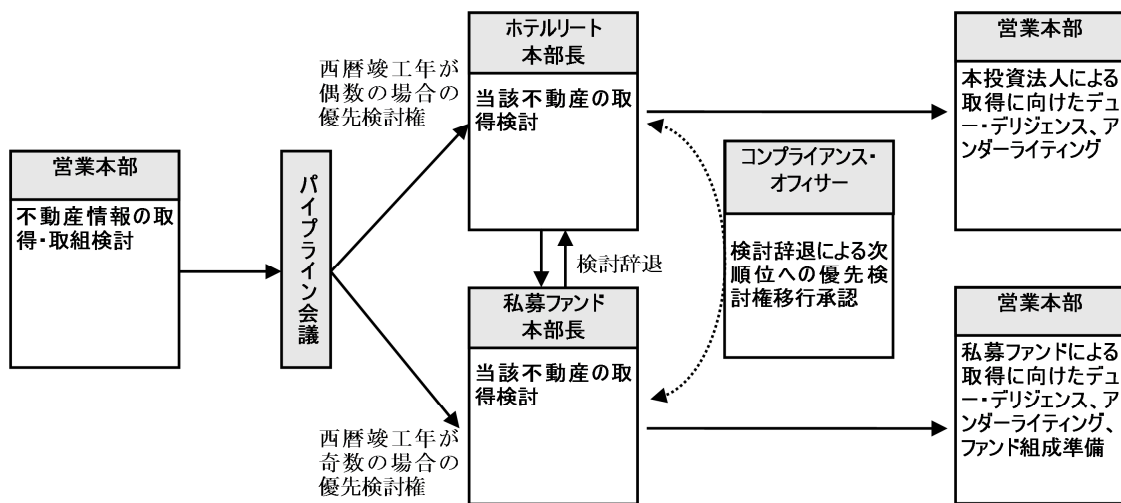 営業本部
不動産情報の取
得・取組検討
パイプライン会議
西暦竣工年が
偶数の場合の
優先検討権
西暦竣工年が
奇数の場合の
優先検討権
ホテルリート
本部長
当該不動産の取
得検討
検討辞退
私募ファンド
本部長
当該不動産の取
得検討
コンプライアンス・
オフィサー
検討辞退による次
順位への優先検
討権移行承認
営業本部
本投資法人による
取得に向けたデュ
ー・デリジェンス、ア
ンダーライティング
営業本部
私募ファンドによる
取得に向けたデュ
ー・デリジェンス、ア
ンダーライティング、
ファンド組成準備